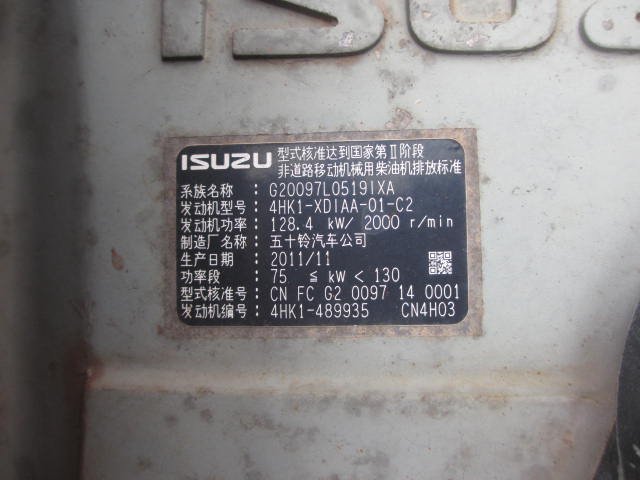 ISUZU
ISUZU 型式核准达到国家第Ⅱ阶段
非道路移动机械用柴油机排放标准
系族名称 : G20097L0519IXA
发动机型号: 4HK1-XDIAA-01-C2
发动机功率: 128.4 kW/ 2000 r/min
制造厂名称: 五十铃汽车公司
生产日期 : 2011/11
功率段 : 75 ≦ kW < 130
型式核准号: CN FC G2 0097 14 0001
发动机编号: 4HK1-489935 CN4H03